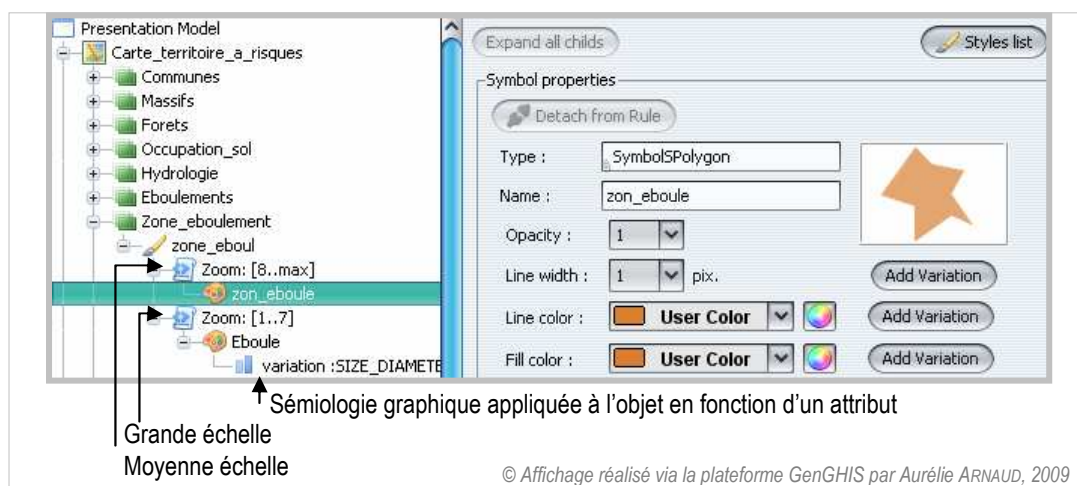 Presentation Model
Carte_territoire_a_risques
Communes
Massifs
Forets
Occupation_sol
Hydrologie
Eboulements
Zone_eboulement
zone_eboul
Zoom: [8..max]
zon_eboule
Zoom: [1..7]
Eboule
variation :SIZE_DIAMETE
Expand all childs
Styles list
Symbol properties
Detach from Rule
Type : SymbolSPolygon
Name : zon_eboule
Opacity : 1
Line width : 1 pix. Add Variation
Line color : User Color Add Variation
Fill color : User Color Add Variation
Sémiologie graphique appliquée à l'objet en fonction d'un attribut
Grande échelle
Moyenne échelle
© Affichage réalisé via la plateforme GenGHIS par Aurélie ARNAUD, 2009